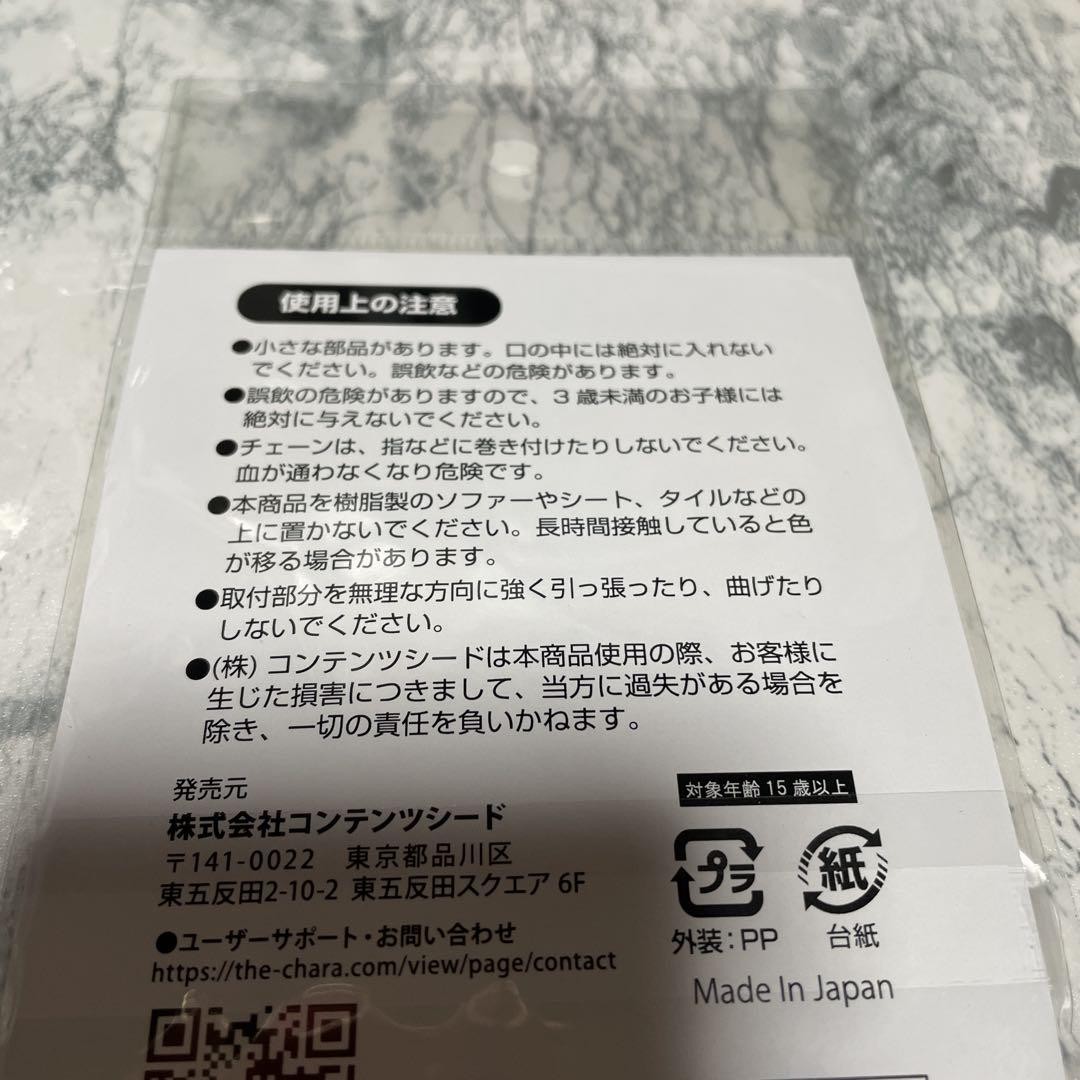 使用上の注意
●小さな部品があります。口の中には絶対に入れない
でください。誤飲などの危険があります。
●誤飲の危険がありますので、3 歳未満のお子様には
絶対に与えないでください。
●チェーンは、指などに巻き付けたりしないでください。
血が通わなくなり危険です。
●本商品を樹脂製のソファーやシート、タイルなどの
上に置かないでください。長時間接触していると色
が移る場合があります。
●取付部分を無理な方向に強く引っ張ったり、曲げたり
しないでください。
●(株) コンテンツシードは本商品使用の際、お客様に
生じた損害につきまして、当方に過失がある場合を
除き、一切の責任を負いかねます。
発売元
株式会社コンテンツシード
〒141-0022 東京都品川区
東五反田2-10-2 東五反田スクエア 6F
●ユーザーサポート・お問い合わせ
https://the-chara.com/view/page/contact
対象年齢 15 歳以上
プラ
紙
外装:PP
台紙
Made In Japan